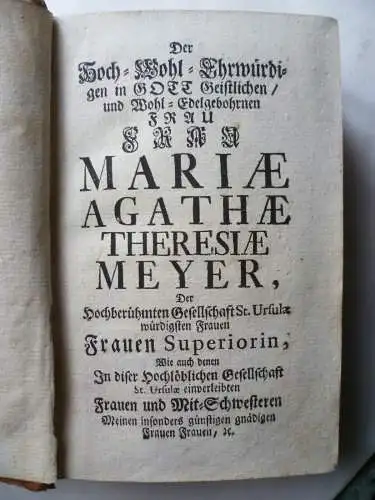 Der
Hoch-Wohl-Ehrwürdi-
gen in GOTT Geistlichen/
und Wohl-Edelgebohrnen
FRAU
FRAU
MARIÆ
AGATHÆ
THERESIÆ
MEYER,
Der
Hochberühmten Gesellschaft St. Ursulæ
würdigsten Frauen
Frauen Superiorin,
Wie auch denen
In diser Hochlöblichen Gesellschaft
St. Ursulæ einverleibten
Frauen und Mit-Schwesteren
Meinen insonders günstigen gnädigen
Frauen Frauen, ꝛc.